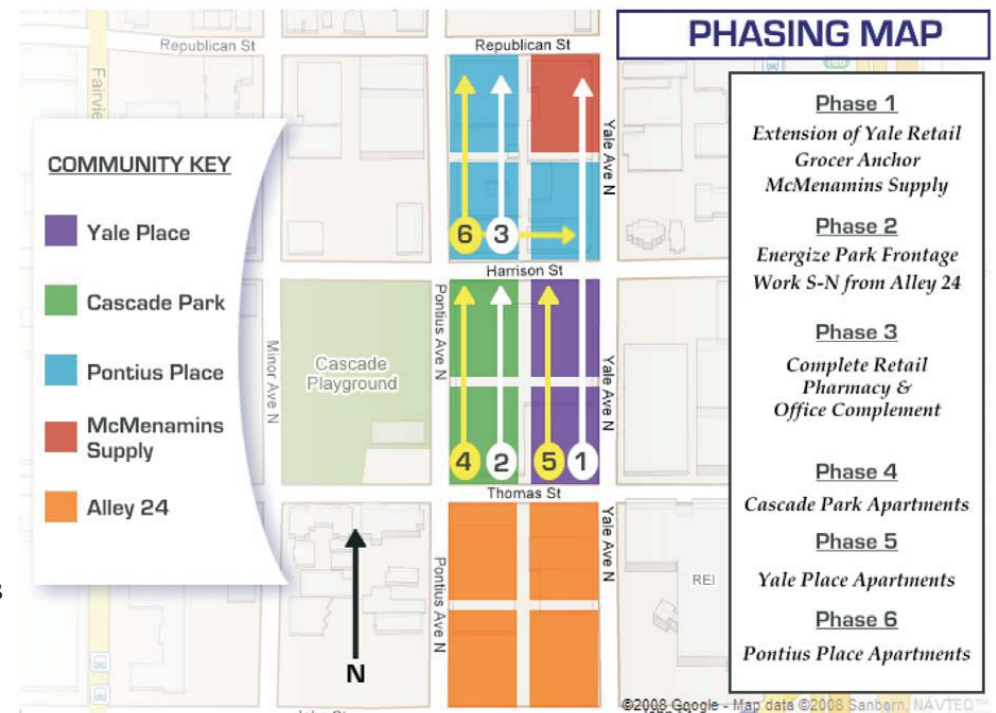 PHASING MAP
Republican St
Republican St
Fairvie
COMMUNITY KEY
Yale Place
Cascade Park
Pontius Place
McMenamins
Supply
Alley 24
Yale Ave N
6
3
Harrison St
Pontius Ave N
Minor Ave N
Cascade
Playground
Yale Ave N
4
2
5
1
Thomas St
Yale Ave N
Pontius Ave N
REI
N
Phase 1
Extension of Yale Retail
Grocer Anchor
McMenamins Supply
Phase 2
Energize Park Frontage
Work S-N from Alley 24
Phase 3
Complete Retail
Pharmacy &
Office Complement
Phase 4
Cascade Park Apartments
Phase 5
Yale Place Apartments
Phase 6
Pontius Place Apartments
©2008 Google - Map data ©2008 Sanborn, NAVTEQ™